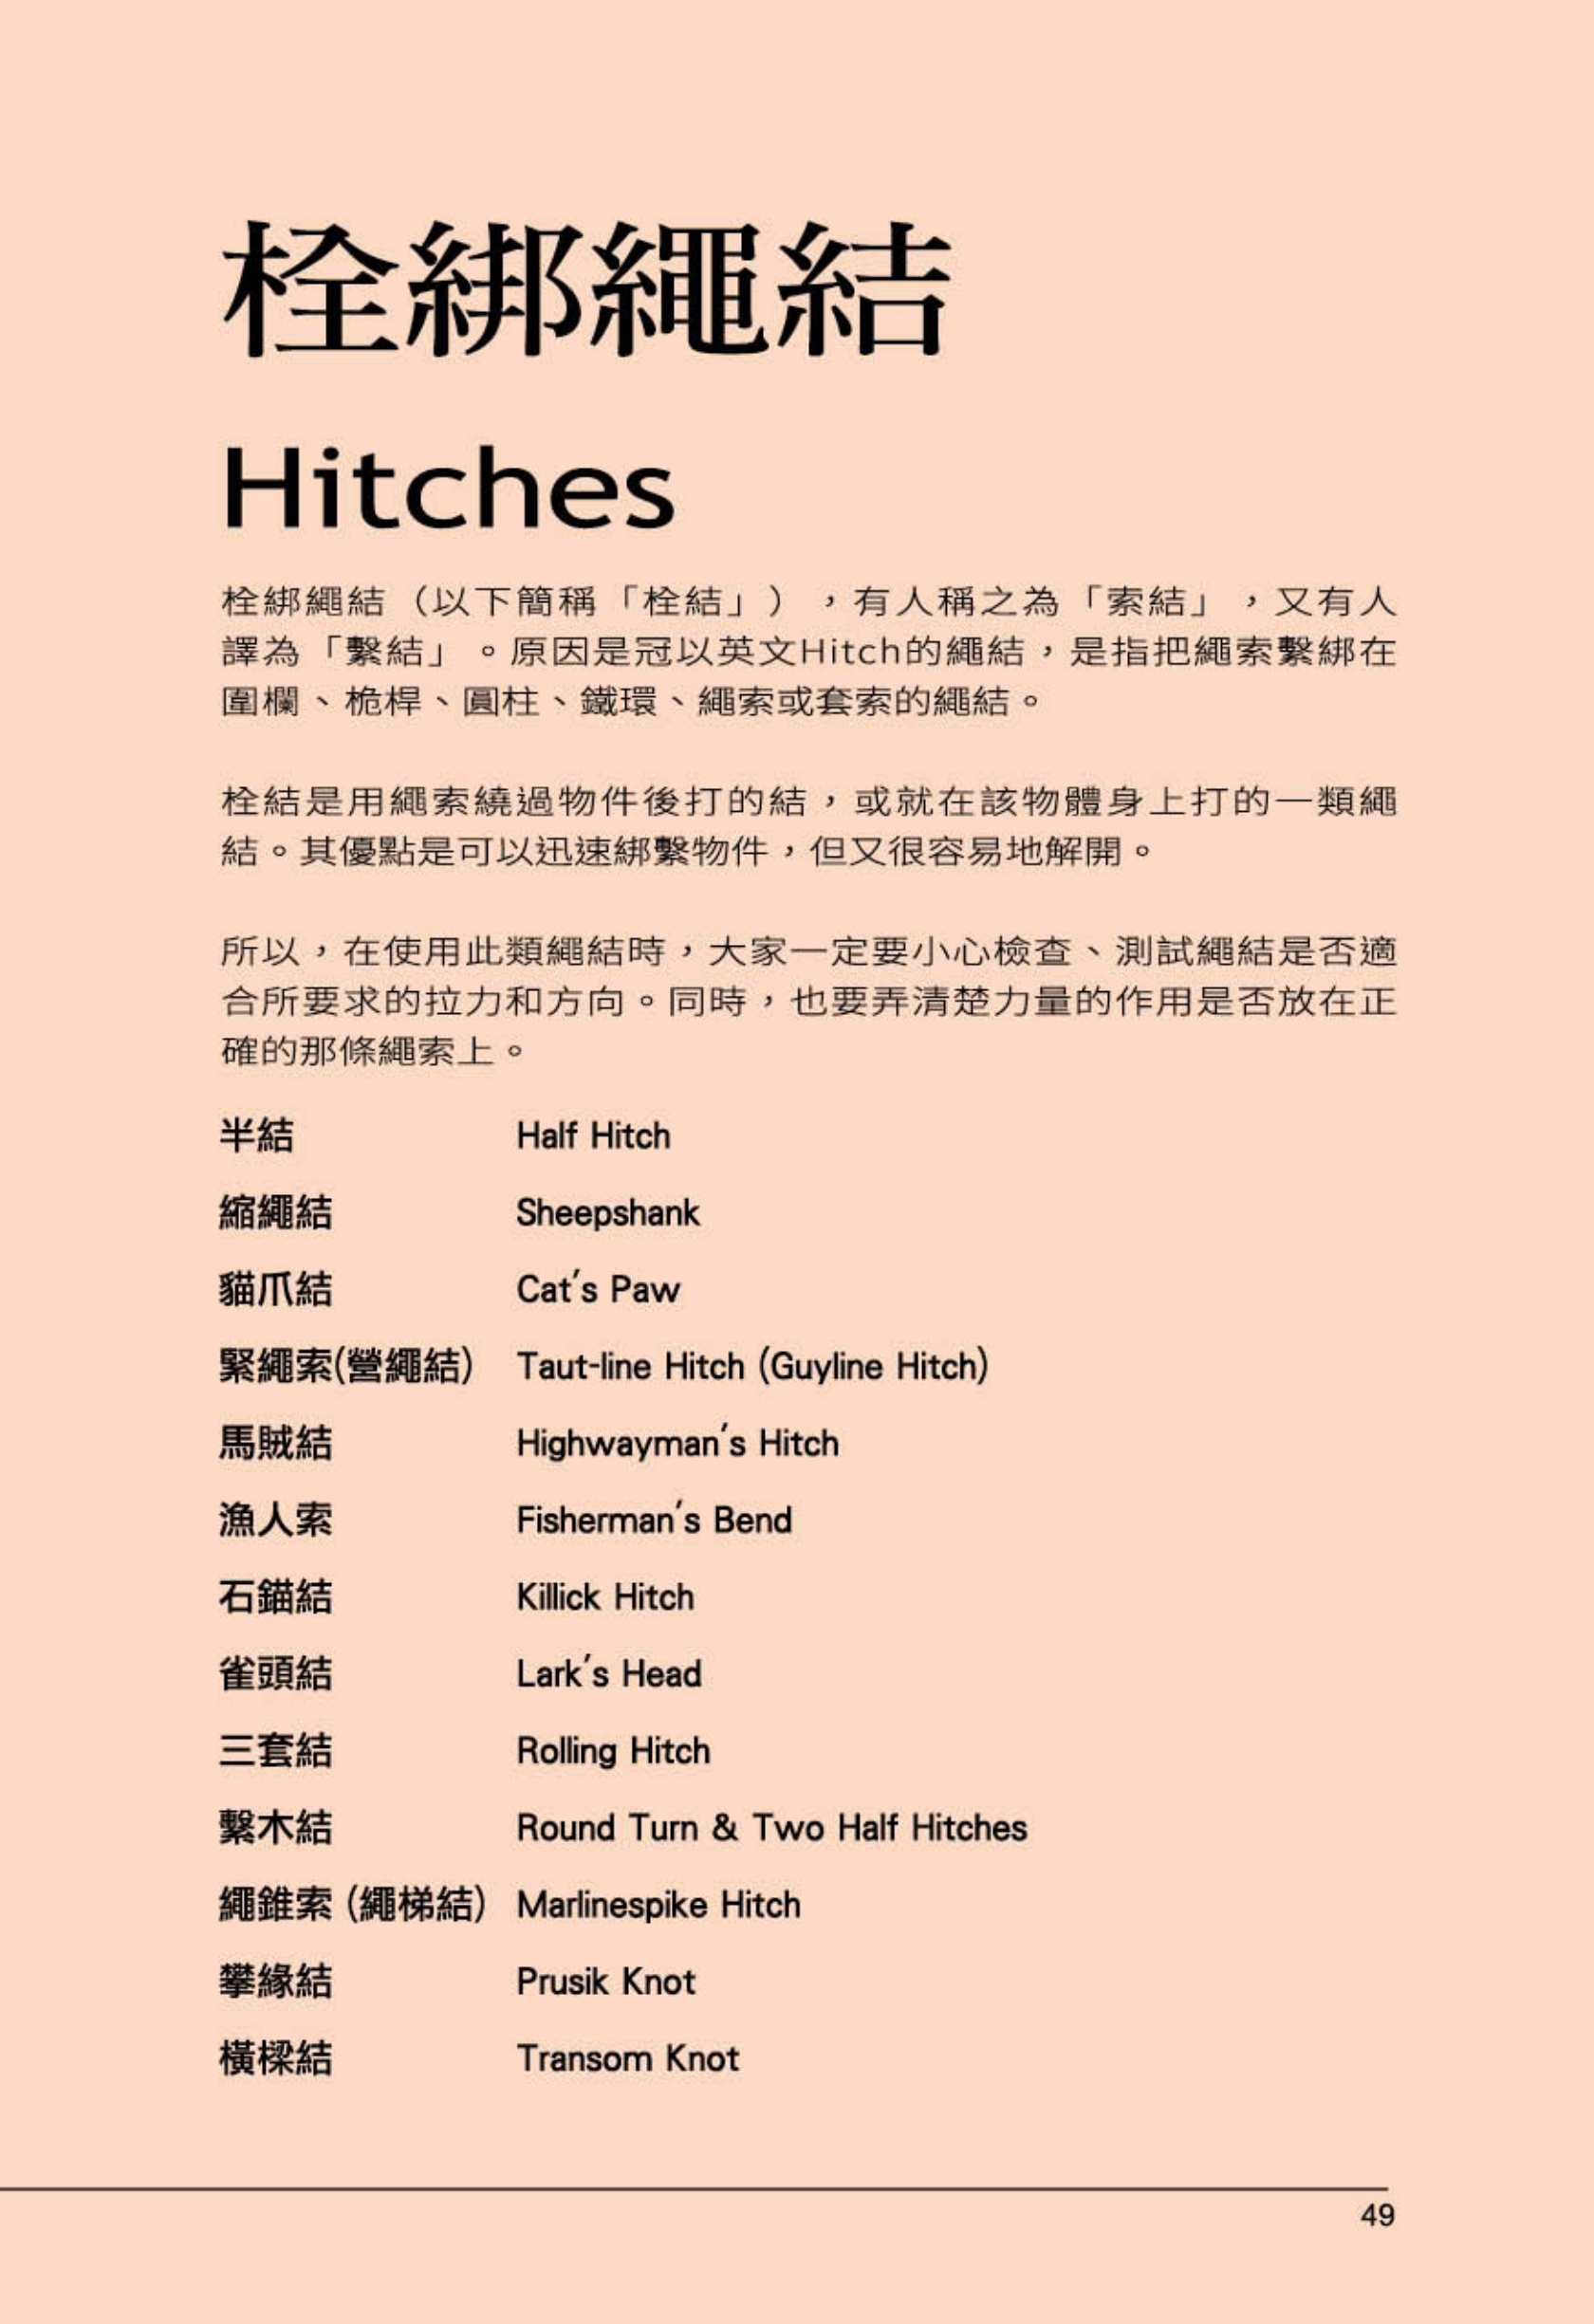 栓綁繩結
Hitches
栓綁繩結（以下簡稱「栓結」），有人稱之為「索結」，又有人
譯為「繫結」。原因是冠以英文Hitch的繩結，是指把繩索繫綁在
圍欄、桅桿、圓柱、鐵環、繩索或套索的繩結。
栓結是用繩索繞過物件後打的結，或就在該物體身上打的一類繩
結。其優點是可以迅速綁繫物件，但又很容易地解開。
所以，在使用此類繩結時，大家一定要小心檢查、測試繩結是否適
合所要求的拉力和方向。同時，也要弄清楚力量的作用是否放在正
確的那條繩索上。
半結 Half Hitch
縮繩結 Sheepshank
貓爪結 Cat's Paw
緊繩索(營繩結) Taut-line Hitch (Guyline Hitch)
馬賊結 Highwayman's Hitch
漁人索 Fisherman's Bend
石錨結 Killick Hitch
雀頭結 Lark's Head
三套結 Rolling Hitch
繫木結 Round Turn & Two Half Hitches
繩錐索 (繩梯結) Marlinespike Hitch
攀緣結 Prusik Knot
橫樑結 Transom Knot
49